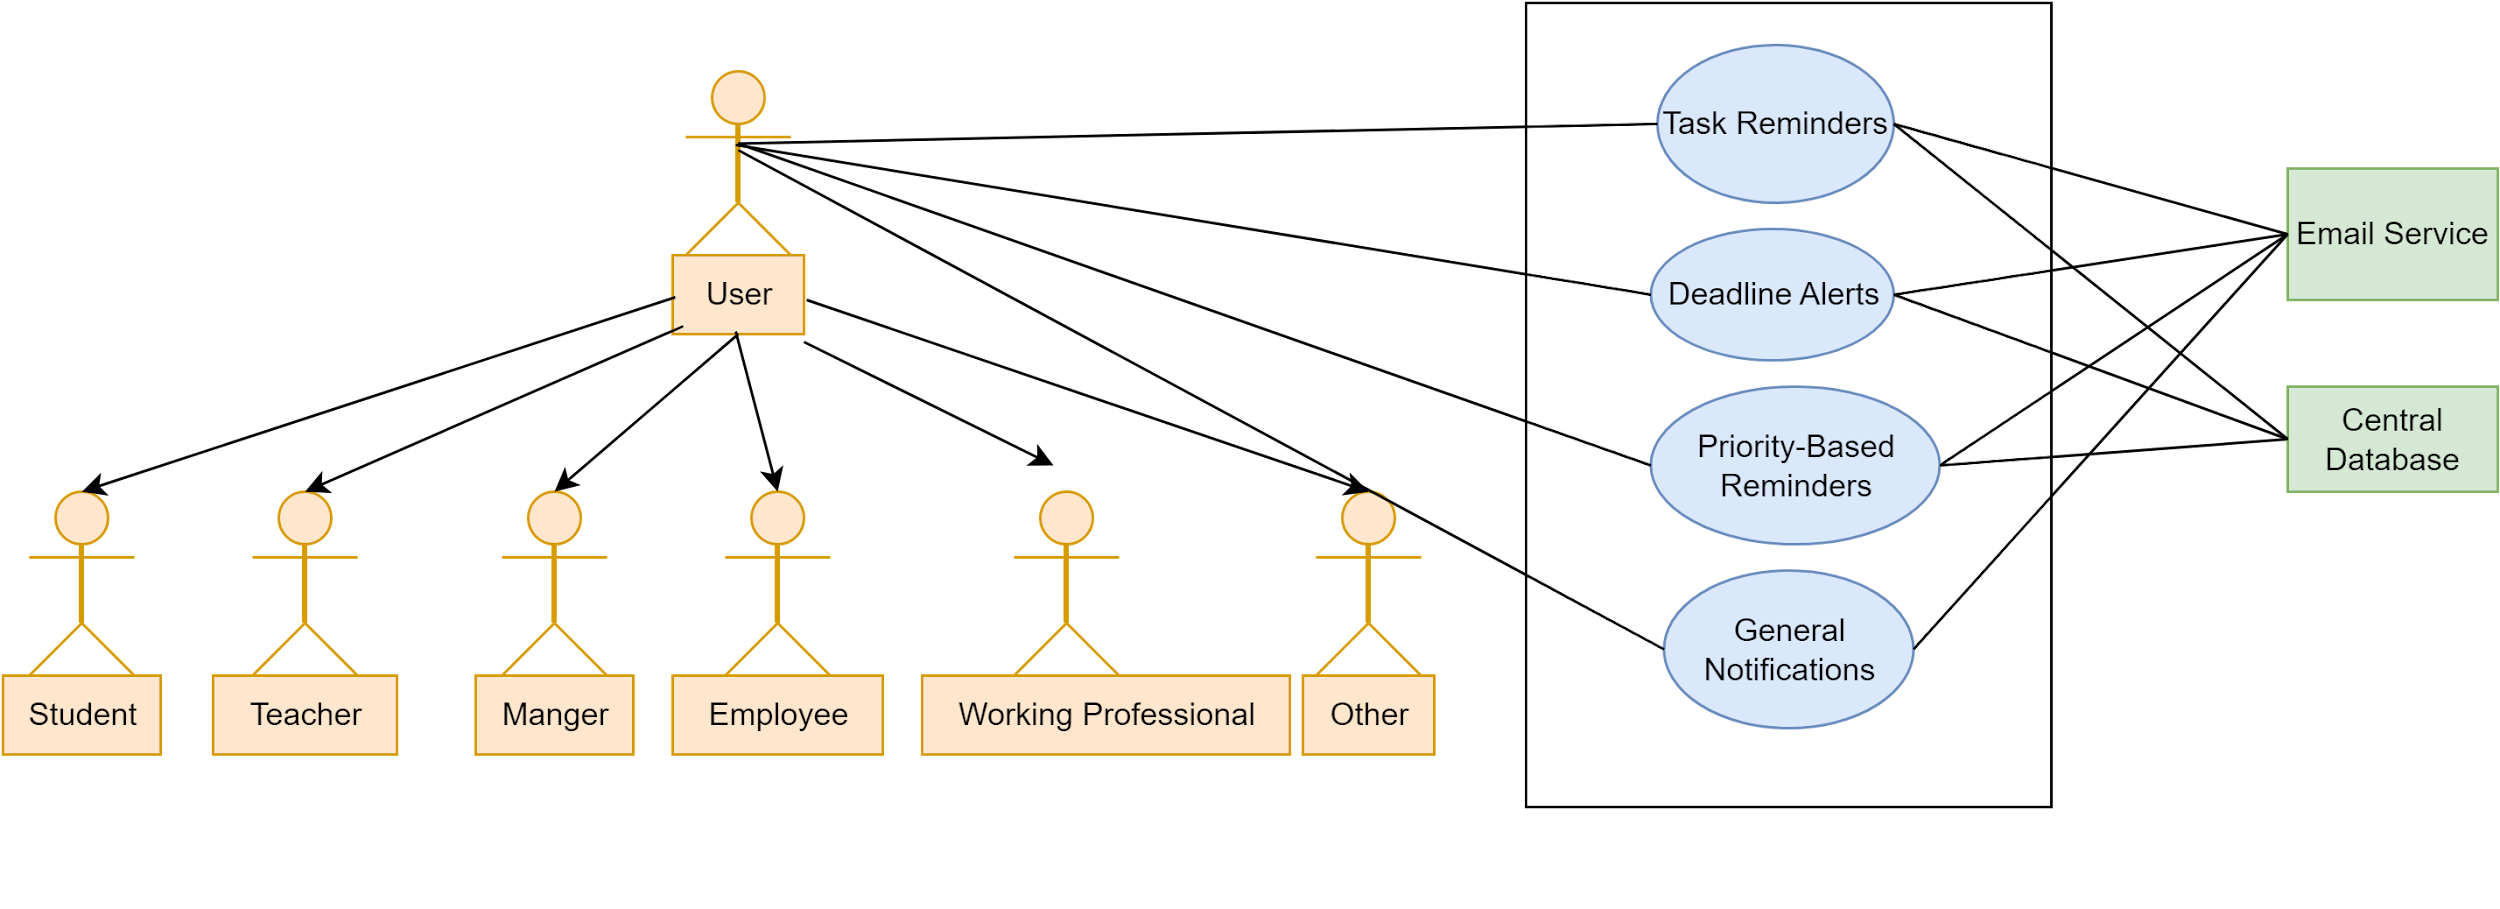 Task Reminders
Email Service
User
Deadline Alerts
Central
Database
Priority-Based
Reminders
General
Notifications
Student
Teacher
Manger
Employee
Working Professional
Other